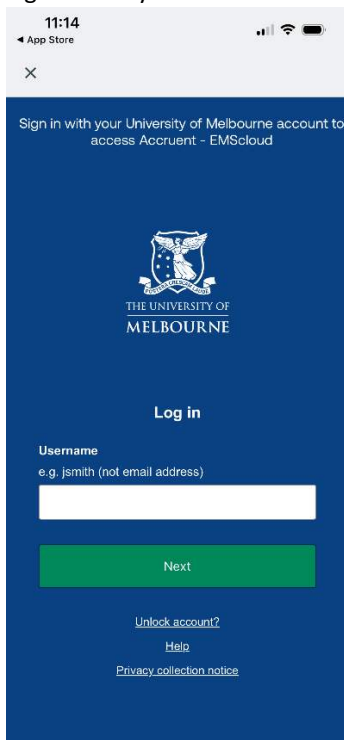 11:14
App Store
Sign in with your University of Melbourne account to
access Accruent - EMScloud
THE UNIVERSITY OF
MELBOURNE
Log in
Username
e.g. jsmith (not email address)
Next
Unlock account?
Help
Privacy collection notice